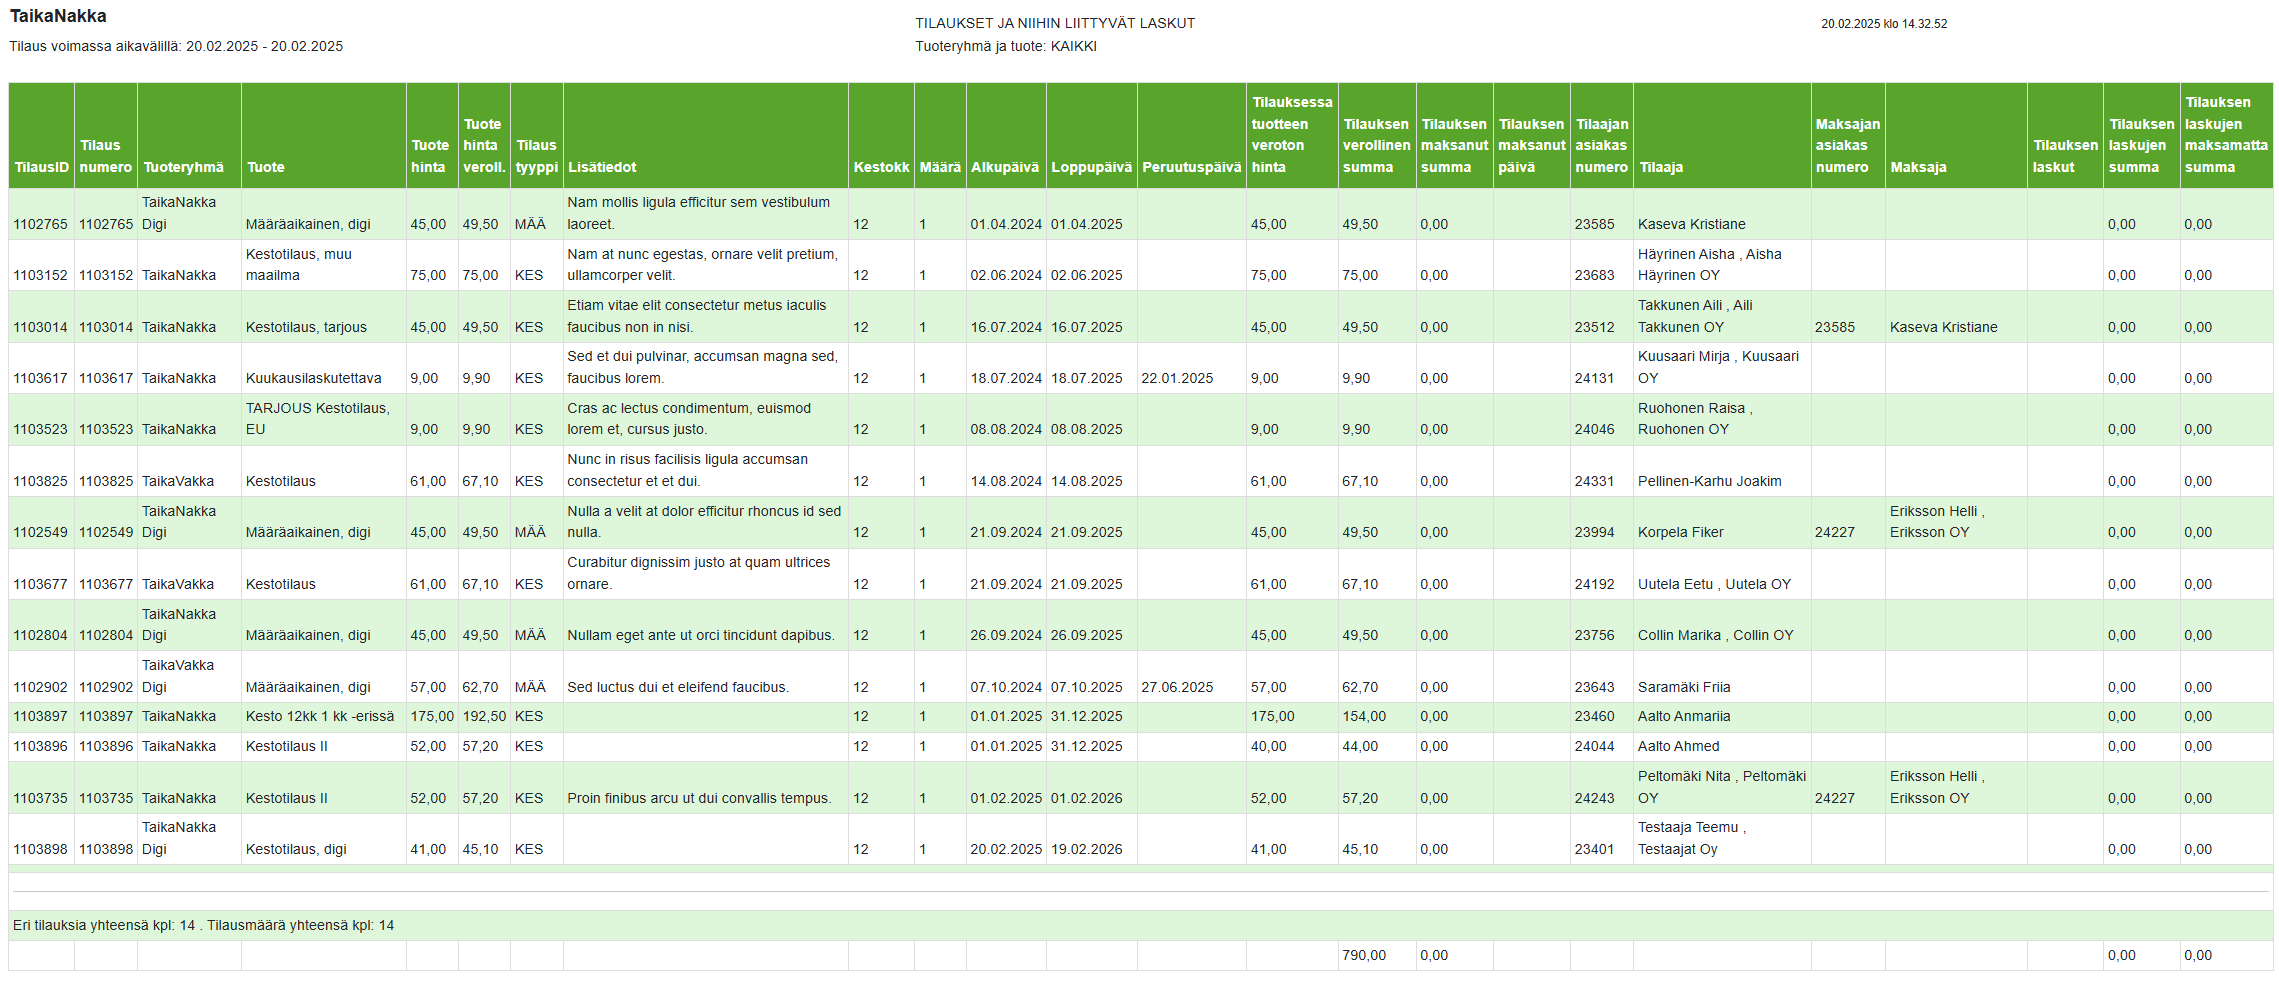 TaikaNakka
TILAUKSET JA NIIHIN LIITTYVÄT LASKUT
20.02.2025 klo 14.32.52
Tilaus voimassa aikavälillä: 20.02.2025 - 20.02.2025
Tuoteryhmä ja tuote: KAIKKI
TilausID Tilaus numero Tuoteryhmä Tuote Tuote hinta Tuote hinta veroll. Tilaus tyyppi Lisätiedot Kestokk Määrä Alkupäivä Loppupäivä Peruutuspäivä Tilauksessa tuotteen veroton hinta Tilauksen verollinen summa Tilauksen maksanut summa Tilauksen maksanut päivä Tilaajan asiakas numero Tilaaja Maksajan asiakas numero Maksaja Tilauksen laskut Tilauksen laskujen summa Tilauksen laskujen maksamatta summa
1102765 1102765 TaikaNakka Digi Määräaikainen, digi 45,00 49,50 MÄÄ Nam mollis ligula efficitur sem vestibulum laoreet. 12 1 01.04.2024 01.04.2025 45,00 49,50 0,00 23585 Kaseva Kristiane 0,00 0,00
1103152 1103152 TaikaNakka Kestotilaus, muu maailma 75,00 75,00 KES Nam at nunc egestas, ornare velit pretium, ullamcorper velit. 12 1 02.06.2024 02.06.2025 75,00 75,00 0,00 23683 Häyrinen Aisha , Aisha Häyrinen OY 0,00 0,00
1103014 1103014 TaikaNakka Kestotilaus, tarjous 45,00 49,50 KES Etiam vitae elit consectetur metus iaculis faucibus non in nisi. 12 1 16.07.2024 16.07.2025 45,00 49,50 0,00 23512 Takkunen Aili , Aili Takkunen OY 23585 Kaseva Kristiane 0,00 0,00
1103617 1103617 TaikaNakka Kuukausilaskutettava 9,00 9,90 KES Sed et dui pulvinar, accumsan magna sed, faucibus lorem. 12 1 18.07.2024 18.07.2025 22.01.2025 9,00 9,90 0,00 24131 Kuusaari Mirja , Kuusaari OY 0,00 0,00
1103523 1103523 TaikaNakka TARJOUS Kestotilaus, EU 9,00 9,90 KES Cras ac lectus condimentum, euismod lorem et, cursus justo. 12 1 08.08.2024 08.08.2025 9,00 9,90 0,00 24046 Ruohonen Raisa , Ruohonen OY 0,00 0,00
1103825 1103825 TaikaVakka Kestotilaus 61,00 67,10 KES Nunc in risus facilisis ligula accumsan consectetur et et dui. 12 1 14.08.2024 14.08.2025 61,00 67,10 0,00 24331 Pellinen-Karhu Joakim 0,00 0,00
1102549 1102549 TaikaNakka Digi Määräaikainen, digi 45,00 49,50 MÄÄ Nulla a velit at dolor efficitur rhoncus id sed nulla. 12 1 21.09.2024 21.09.2025 45,00 49,50 0,00 23994 Korpela Fiker 24227 Eriksson Helli , Eriksson OY 0,00 0,00
1103677 1103677 TaikaVakka Kestotilaus 61,00 67,10 KES Curabitur dignissim justo at quam ultrices ornare. 12 1 21.09.2024 21.09.2025 61,00 67,10 0,00 24192 Uutela Eetu , Uutela OY 0,00 0,00
1102804 1102804 TaikaNakka Digi Määräaikainen, digi 45,00 49,50 MÄÄ Nullam eget ante ut orci tincidunt dapibus. 12 1 26.09.2024 26.09.2025 45,00 49,50 0,00 23756 Collin Marika , Collin OY 0,00 0,00
1102902 1102902 TaikaVakka Digi Määräaikainen, digi 57,00 62,70 MÄÄ Sed luctus dui et eleifend faucibus. 12 1 07.10.2024 07.10.2025 27.06.2025 57,00 62,70 0,00 23643 Saramäki Friia 0,00 0,00
1103897 1103897 TaikaNakka Kesto 12kk 1 kk -erissä 175,00 192,50 KES 12 1 01.01.2025 31.12.2025 175,00 154,00 0,00 23460 Aalto Anmariia 0,00 0,00
1103896 1103896 TaikaNakka Kestotilaus II 52,00 57,20 KES 12 1 01.01.2025 31.12.2025 40,00 44,00 0,00 24044 Aalto Ahmed 0,00 0,00
1103735 1103735 TaikaNakka Kestotilaus II 52,00 57,20 KES Proin finibus arcu ut dui convallis tempus. 12 1 01.02.2025 01.02.2026 52,00 57,20 0,00 24243 Peltomäki Nita , Peltomäki OY 24227 Eriksson Helli , Eriksson OY 0,00 0,00
1103898 1103898 TaikaNakka Digi Kestotilaus, digi 41,00 45,10 KES 12 1 20.02.2025 19.02.2026 41,00 45,10 0,00 23401 Testaaja Teemu , Testaajat Oy 0,00 0,00
Eri tilauksia yhteensä kpl: 14 . Tilausmäärä yhteensä kpl: 14
790,00 0,00 0,00 0,00